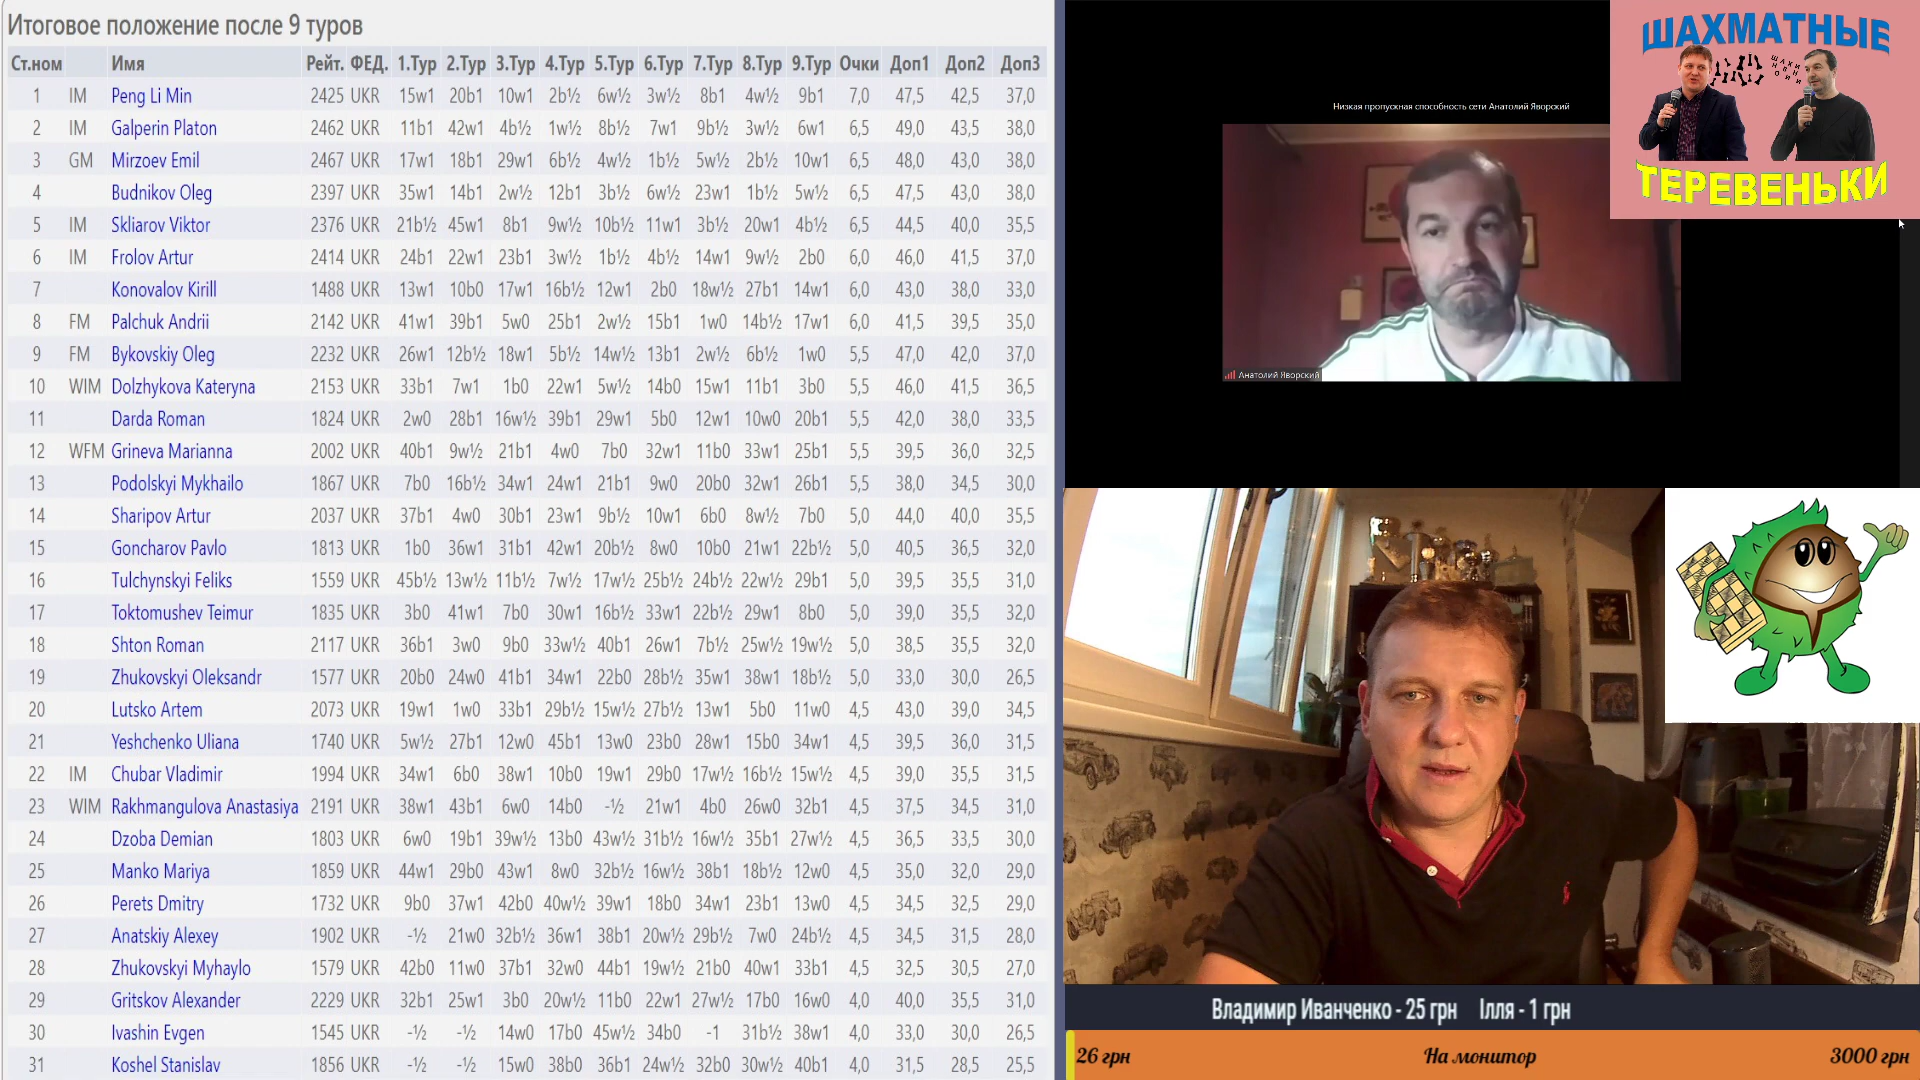 Итоговое положение после 9 туров
Ст.ном Имя Рейт. ФЕД. 1.Тур 2.Тур 3.Тур 4.Тур 5.Тур 6.Тур 7.Тур 8.Тур 9.Тур Очки Доп1 Доп2 Доп3
1 IM Peng Li Min 2425 UKR 15w1 20b1 10w1 2b½ 6w½ 3w½ 8b1 4w½ 9b1 7,0 47,5 42,5 37,0
2 IM Galperin Platon 2462 UKR 11b1 42w1 4b½ 1w½ 8b½ 7w1 9b½ 3w½ 6w1 6,5 49,0 43,5 38,0
3 GM Mirzoev Emil 2467 UKR 17w1 18b1 29w1 6b½ 4w½ 1b½ 5w½ 2b½ 10w1 6,5 48,0 43,0 38,0
4 Budnikov Oleg 2397 UKR 35w1 14b1 2w½ 12b1 3b½ 6w½ 23w1 1b½ 5w½ 6,5 47,5 43,0 38,0
5 IM Skliarov Viktor 2376 UKR 21b½ 45w1 8b1 9w½ 10b½ 11w1 3b½ 20w1 4b½ 6,5 44,5 40,0 35,5
6 IM Frolov Artur 2414 UKR 24b1 22w1 23b1 3w½ 1b½ 4b½ 14w1 9w½ 2b0 6,0 46,0 41,5 37,0
7 Konovalov Kirill 1488 UKR 13w1 10b0 17w1 16b½ 12w1 2b0 18w½ 27b1 14w1 6,0 43,0 38,0 33,0
8 FM Palchuk Andrii 2142 UKR 41w1 39b1 5w0 25b1 2w½ 15b1 1w0 14b½ 17w1 6,0 41,5 39,5 35,0
9 FM Bykovskiy Oleg 2232 UKR 26w1 12b½ 18w1 5b½ 14w½ 13b1 2w½ 6b½ 1w0 5,5 47,0 42,0 37,0
10 WIM Dolzhykova Kateryna 2153 UKR 33b1 7w1 1b0 22w1 5w½ 14b0 15w1 11b1 3b0 5,5 46,0 41,5 36,5
11 Darda Roman 1824 UKR 2w0 28b1 16w½ 39b1 29w1 5b0 12w1 10w0 20b1 5,5 42,0 38,0 33,5
12 WFM Grineva Marianna 2002 UKR 40b1 9w½ 21b1 4w0 7b0 32w1 11b0 33w1 25b1 5,5 39,5 36,0 32,5
13 Podolskyi Mykhailo 1867 UKR 7b0 16b½ 34w1 24w1 21b1 9w0 20b0 32w1 26b1 5,5 38,0 34,5 30,0
14 Sharipov Artur 2037 UKR 37b1 4w0 30b1 23w1 9b½ 10w1 6b0 8w½ 7b0 5,0 44,0 40,0 35,5
15 Goncharov Pavlo 1813 UKR 1b0 36w1 31b1 42w1 20b½ 8w0 10b0 21w1 22b½ 5,0 40,5 36,5 32,0
16 Tulchynskyi Feliks 1559 UKR 45b½ 13w½ 11b½ 7w½ 17w½ 25b½ 24b½ 22w½ 29b1 5,0 39,5 35,5 31,0
17 Toktomushev Teimur 1835 UKR 3b0 41w1 7b0 30w1 16b½ 33w1 22b½ 29w1 8b0 5,0 39,0 35,5 32,0
18 Shton Roman 2117 UKR 36b1 3w0 9b0 33w½ 40b1 26w1 7b½ 25w½ 19w½ 5,0 38,5 35,5 32,0
19 Zhukovskyi Oleksandr 1577 UKR 20b0 24w0 41b1 34w1 22b0 28b½ 35w1 38w1 18b½ 5,0 33,0 30,0 26,5
20 Lutsko Artem 2073 UKR 19w1 1w0 33b1 29b½ 15w½ 27b½ 13w1 5b0 11w0 4,5 43,0 39,0 34,5
21 Yeshchenko Uliana 1740 UKR 5w½ 27b1 12w0 45b1 13w0 23b0 28w1 15b0 34w1 4,5 39,5 36,0 31,5
22 IM Chubar Vladimir 1994 UKR 34w1 6b0 38w1 10b0 19w1 29b0 17w½ 16b½ 15w½ 4,5 39,0 35,5 31,5
23 WIM Rakhmangulova Anastasiya 2191 UKR 38w1 43b1 6w0 14b0 -½ 21w1 4b0 26w0 32b1 4,5 37,5 34,5 31,0
24 Dzoba Demian 1803 UKR 6w0 19b1 39w½ 13b0 43w½ 31b½ 16w½ 35b1 27w½ 4,5 36,5 33,5 30,0
25 Manko Mariya 1859 UKR 44w1 29b0 43w1 8w0 32b½ 16w½ 38b1 18b½ 12w0 4,5 35,0 32,0 29,0
26 Perets Dmitry 1732 UKR 9b0 37w1 42b0 40w½ 39w1 18b0 34w1 23b1 13w0 4,5 34,5 32,5 29,0
27 Anatskiy Alexey 1902 UKR -½ 21w0 32b½ 36w1 38b1 20w½ 29b½ 7w0 24b½ 4,5 34,5 31,5 28,0
28 Zhukovskyi Myhaylo 1579 UKR 42b0 11w0 37b1 32w0 44b1 19w½ 21b0 40w1 33b1 4,5 32,5 30,5 27,0
29 Gritskov Alexander 2229 UKR 32b1 25w1 3b0 20w½ 11b0 22w1 27w½ 17b0 16w0 4,0 40,0 35,5 31,0
30 Ivashin Evgen 1545 UKR -½ -½ 14w0 17b0 45w½ 34b0 -1 31b½ 38w1 4,0 33,0 30,0 26,5
31 Koshel Stanislav 1856 UKR -½ -½ 15w0 38b0 36b1 24w½ 32b0 30w½ 40b1 4,0 31,5 28,5 25,5
Низкая пропускная способность сети Анатолий Яворский
Анатолий Яворский
ШАХМАТНЫЕ
ТЕРЕВЕНЬКИ
Владимир Иванченко - 25 грн Ілля - 1 грн
26 грн На монитор 3000 грн